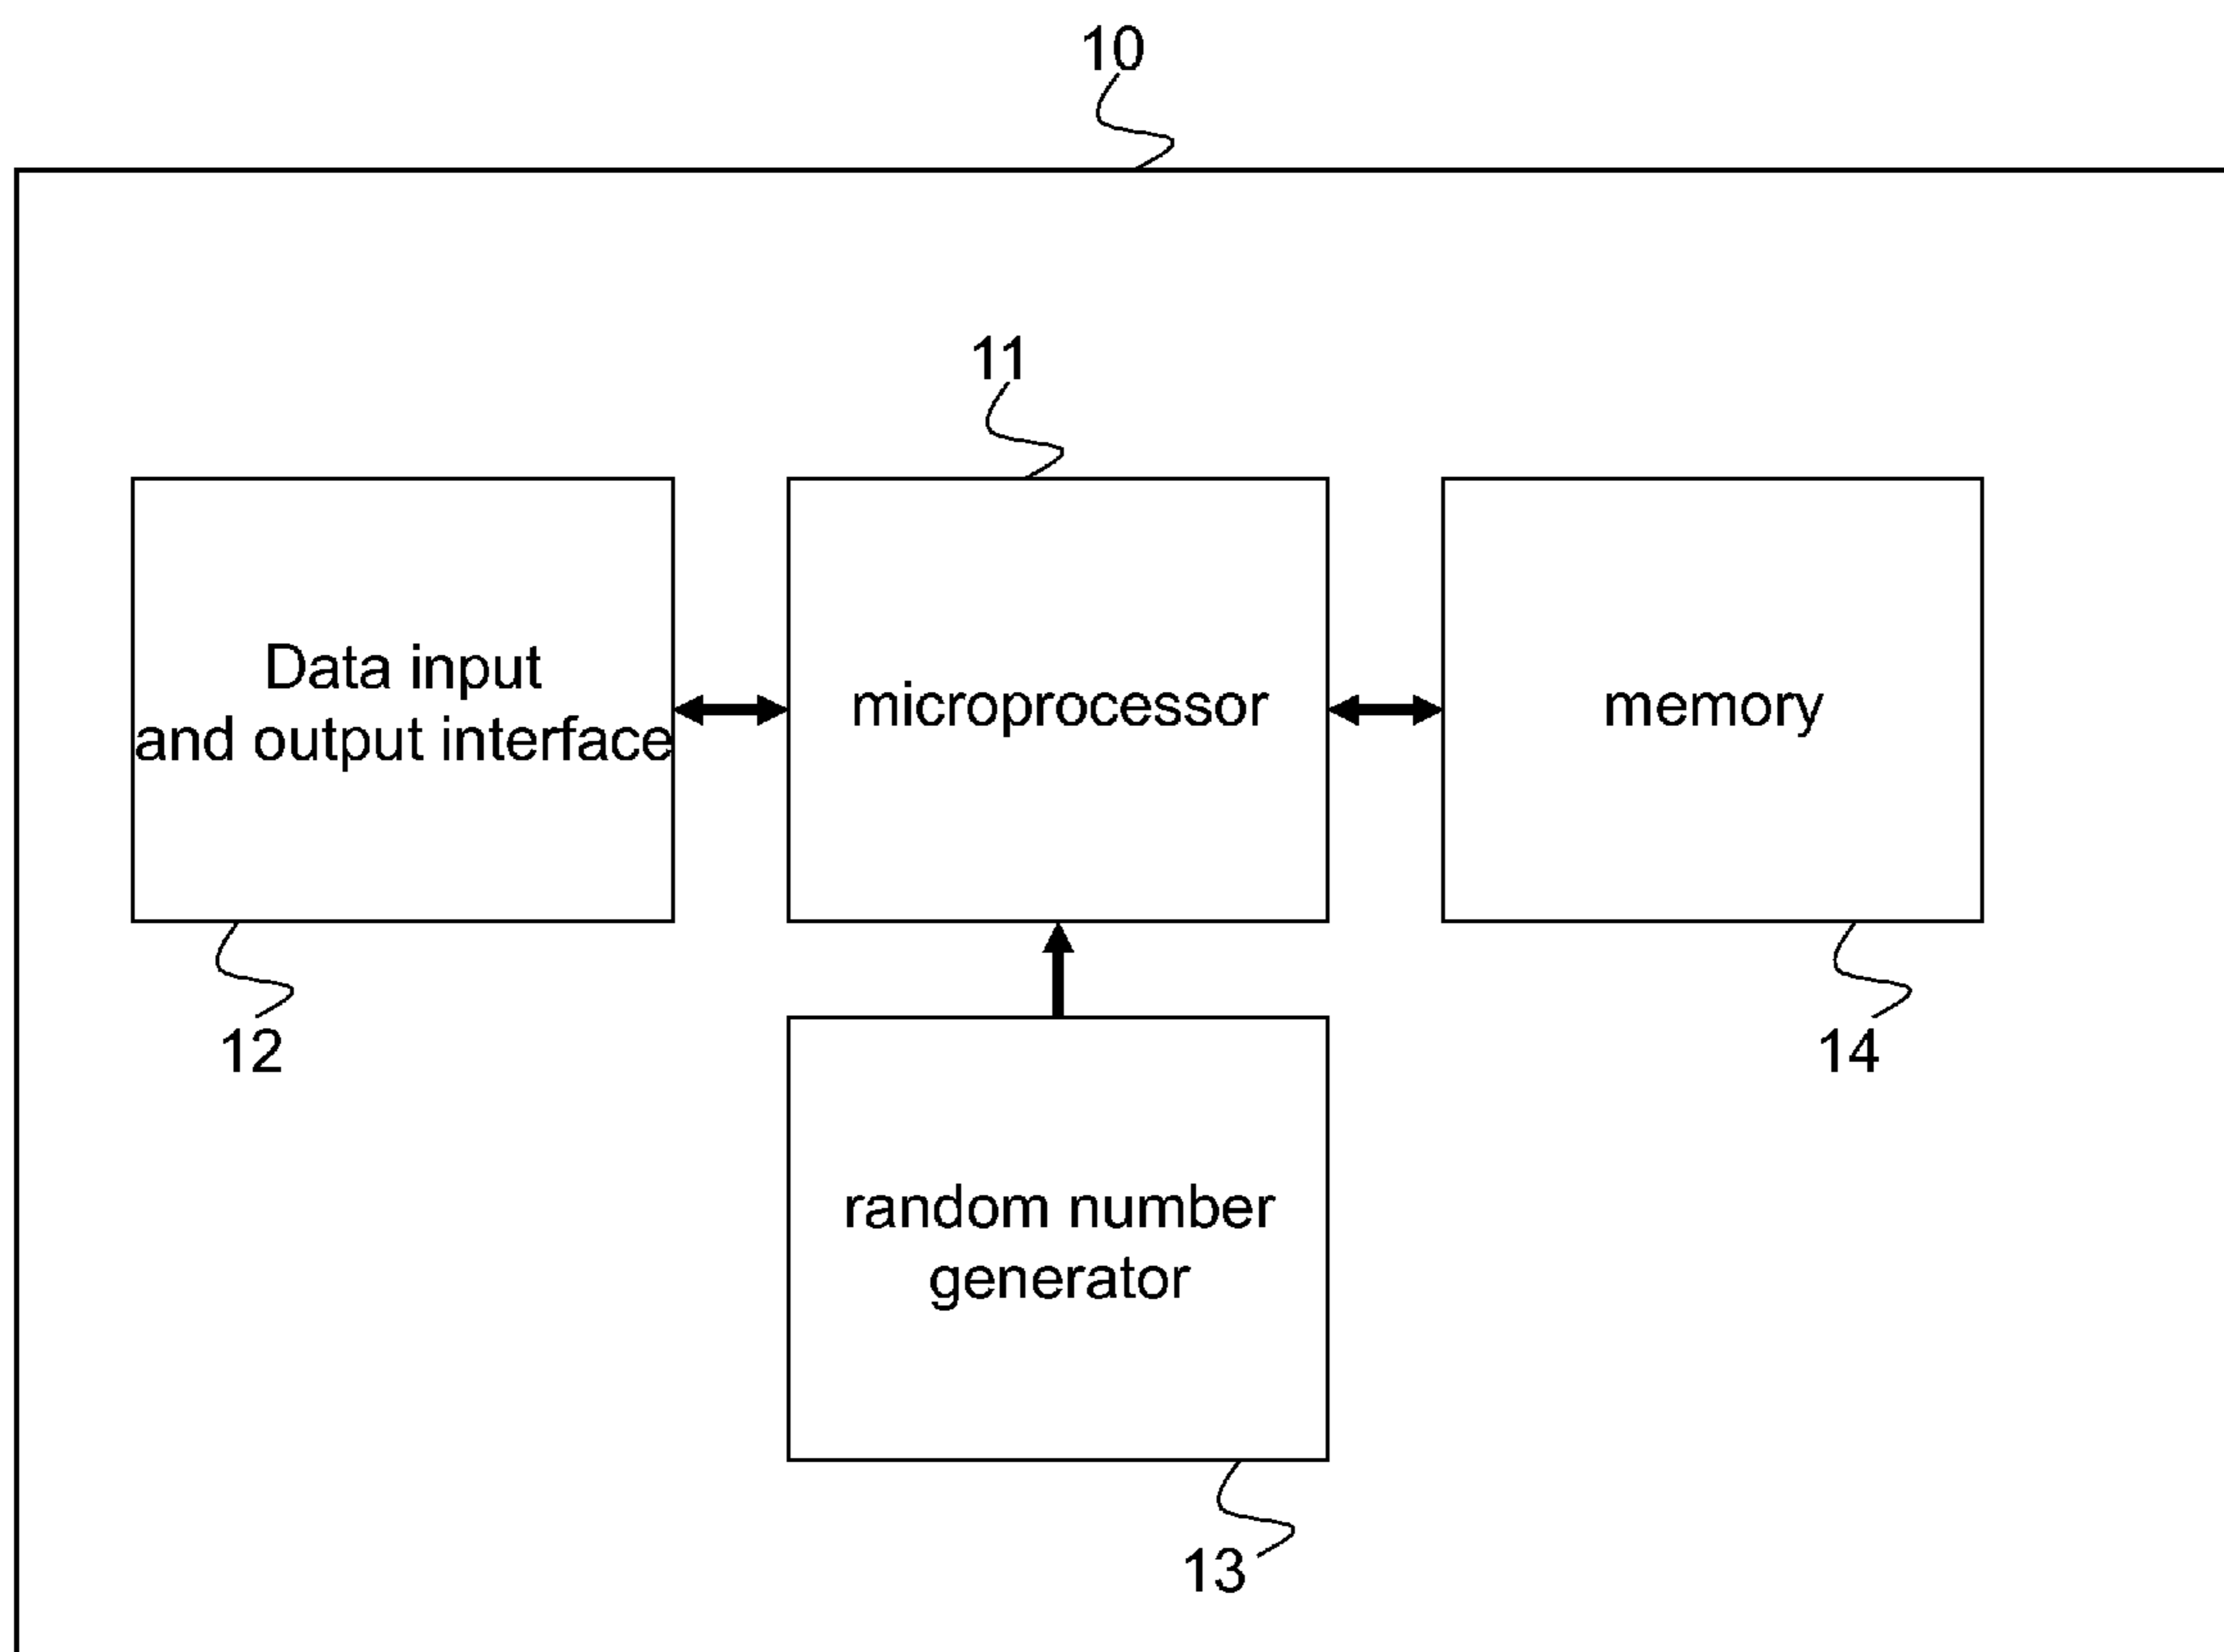 10
11
Data input
and output interface
microprocessor
memory
12
14
random number
generator
13